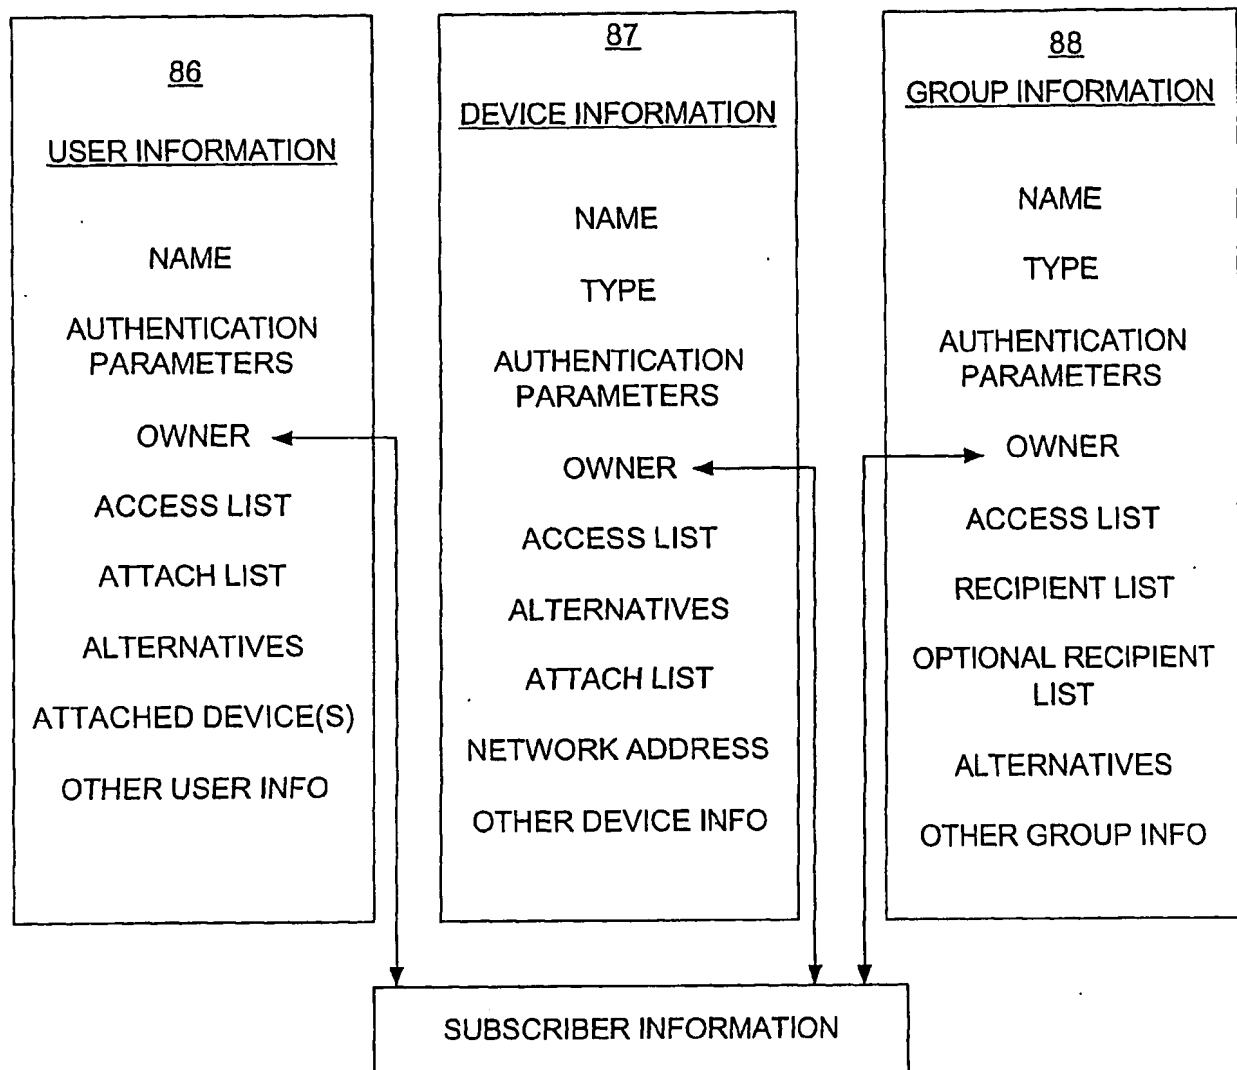 86
USER INFORMATION
NAME
AUTHENTICATION
PARAMETERS
OWNER
ACCESS LIST
ATTACH LIST
ALTERNATIVES
ATTACHED DEVICE(S)
OTHER USER INFO
87
DEVICE INFORMATION
NAME
TYPE
AUTHENTICATION
PARAMETERS
OWNER
ACCESS LIST
ALTERNATIVES
ATTACH LIST
NETWORK ADDRESS
OTHER DEVICE INFO
88
GROUP INFORMATION
NAME
TYPE
AUTHENTICATION
PARAMETERS
OWNER
ACCESS LIST
RECIPIENT LIST
OPTIONAL RECIPIENT
LIST
ALTERNATIVES
OTHER GROUP INFO
SUBSCRIBER INFORMATION